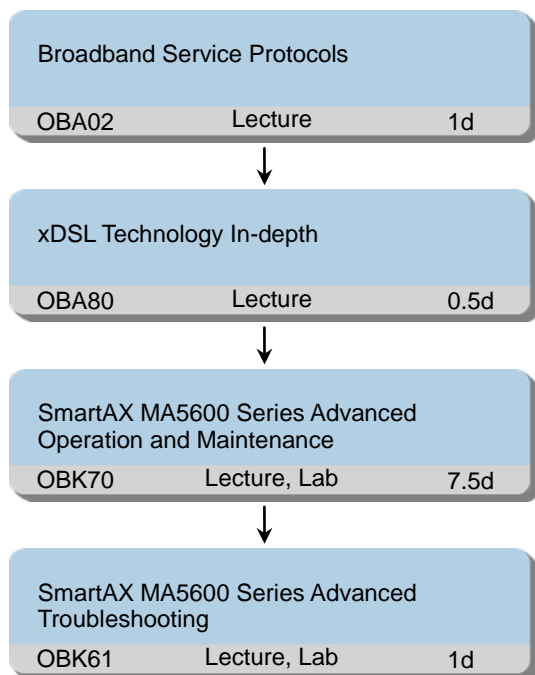 Broadband Service Protocols
OBA02 Lecture 1d
xDSL Technology In-depth
OBA80 Lecture 0.5d
SmartAX MA5600 Series Advanced
Operation and Maintenance
OBK70 Lecture, Lab 7.5d
SmartAX MA5600 Series Advanced
Troubleshooting
OBK61 Lecture, Lab 1d